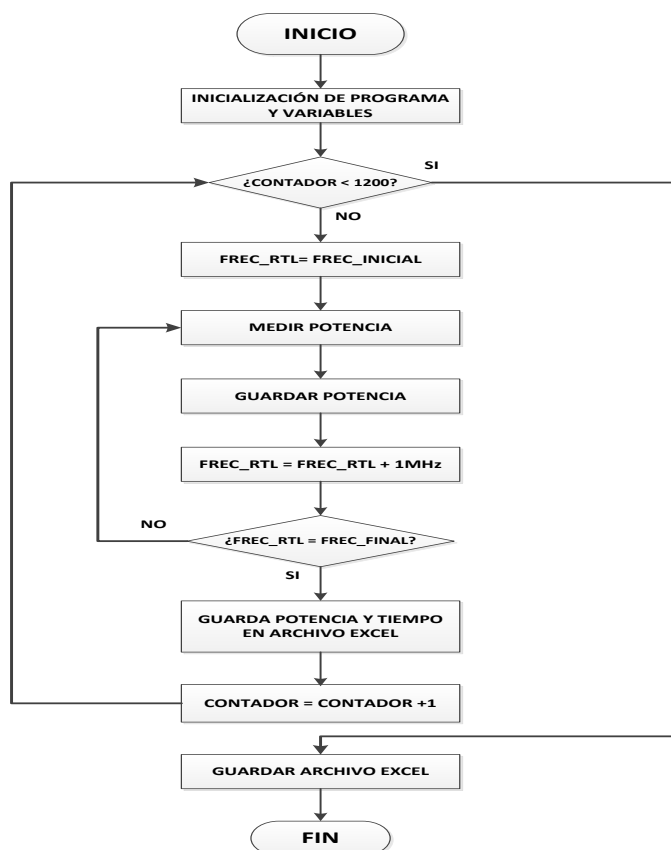 INICIO
INICIALIZACIÓN DE PROGRAMA
Y VARIABLES
¿CONTADOR < 1200?
SI
NO
FREC_RTL= FREC_INICIAL
MEDIR POTENCIA
GUARDAR POTENCIA
FREC_RTL = FREC_RTL + 1MHz
¿FREC_RTL = FREC_FINAL?
NO
SI
GUARDA POTENCIA Y TIEMPO
EN ARCHIVO EXCEL
CONTADOR = CONTADOR +1
GUARDAR ARCHIVO EXCEL
FIN